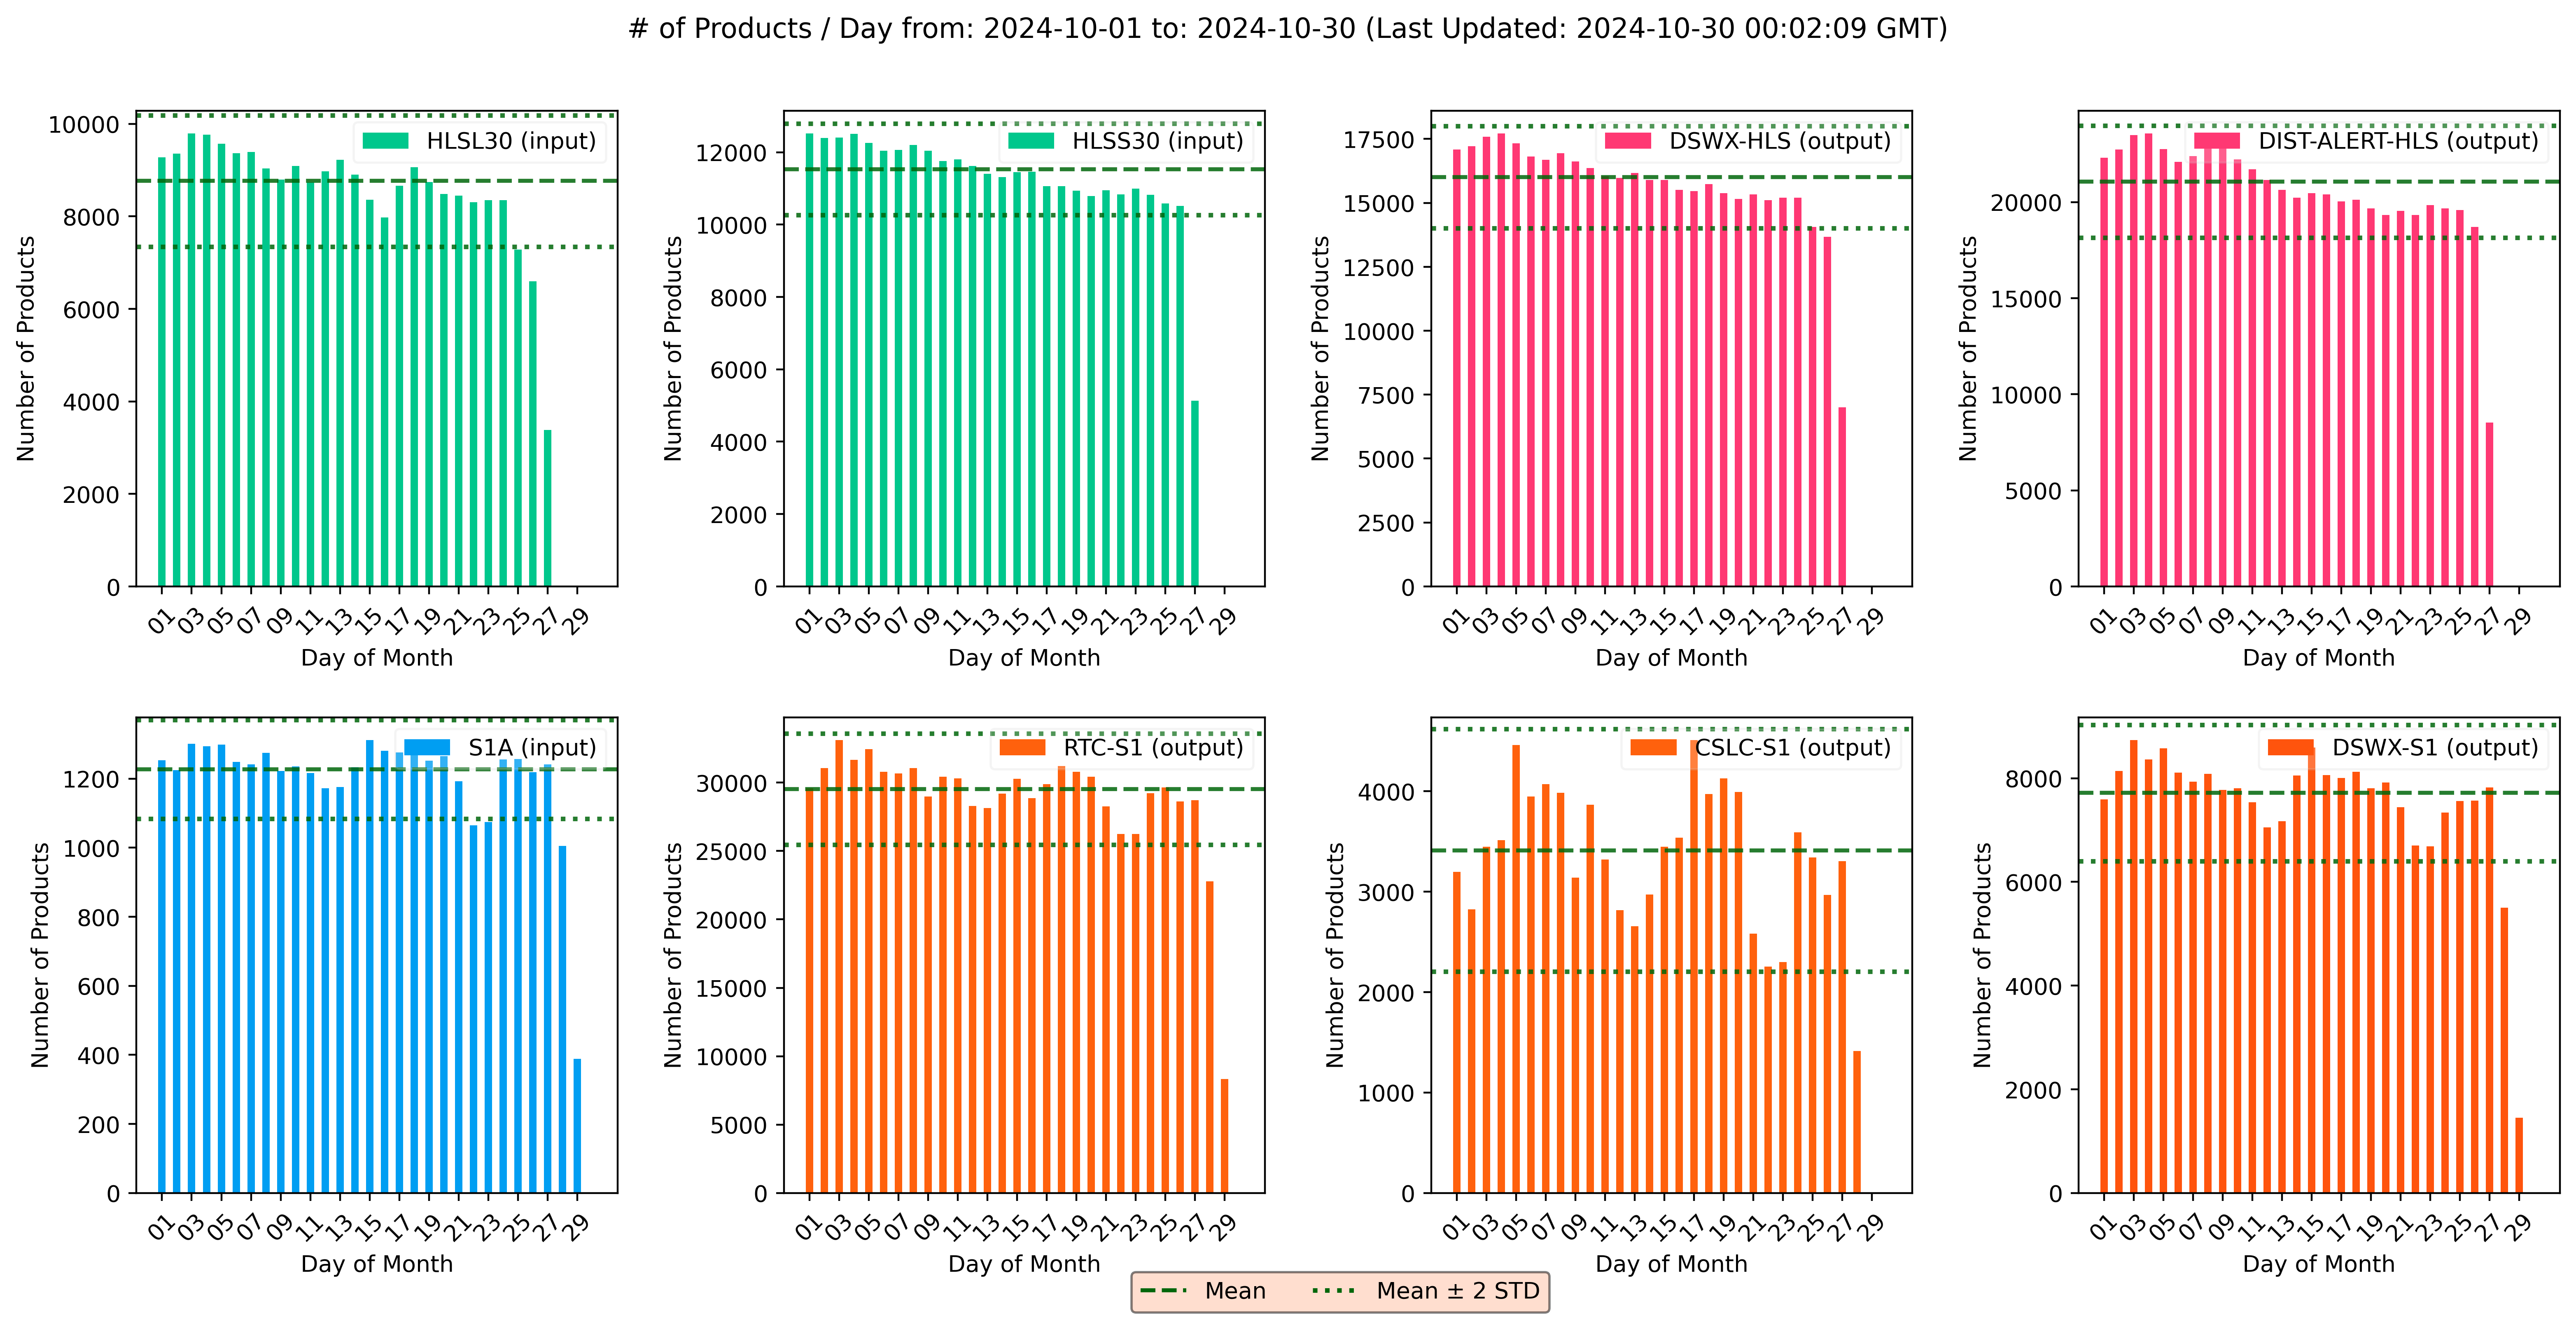 # of Products / Day from: 2024-10-01 to: 2024-10-30 (Last Updated: 2024-10-30 00:02:09 GMT)
HLSL30 (input)
Number of Products
10000
8000
6000
4000
2000
0
01 03 05 07 09 11 13 15 17 19 21 23 25 27 29
Day of Month
HLSS30 (input)
Number of Products
12000
10000
8000
6000
4000
2000
0
01 03 05 07 09 11 13 15 17 19 21 23 25 27 29
Day of Month
DSWX-HLS (output)
Number of Products
17500
15000
12500
10000
7500
5000
2500
0
01 03 05 07 09 11 13 15 17 19 21 23 25 27 29
Day of Month
DIST-ALERT-HLS (output)
Number of Products
20000
15000
10000
5000
0
01 03 05 07 09 11 13 15 17 19 21 23 25 27 29
Day of Month
S1A (input)
Number of Products
1200
1000
800
600
400
200
0
01 03 05 07 09 11 13 15 17 19 21 23 25 27 29
Day of Month
RTC-S1 (output)
Number of Products
30000
25000
20000
15000
10000
5000
0
01 03 05 07 09 11 13 15 17 19 21 23 25 27 29
Day of Month
CSLC-S1 (output)
Number of Products
4000
3000
2000
1000
0
01 03 05 07 09 11 13 15 17 19 21 23 25 27 29
Day of Month
DSWX-S1 (output)
Number of Products
8000
6000
4000
2000
0
01 03 05 07 09 11 13 15 17 19 21 23 25 27 29
Day of Month
Mean
Mean ± 2 STD